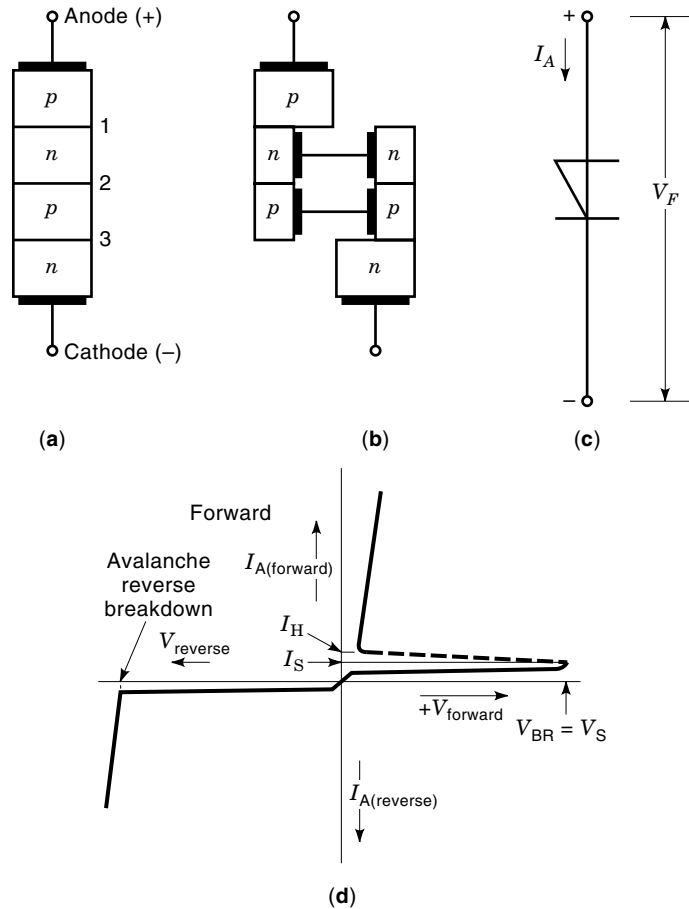 Anode (+)
p
1
n
2
p
3
n
Cathode (–)
(a)
p
n n
p p
n
(b)
+
I_A
V_F
–
(c)
Forward
I_A(forward)
Avalanche
reverse
breakdown
V_reverse
I_H
I_S
+V_forward
V_BR = V_S
I_A(reverse)
(d)